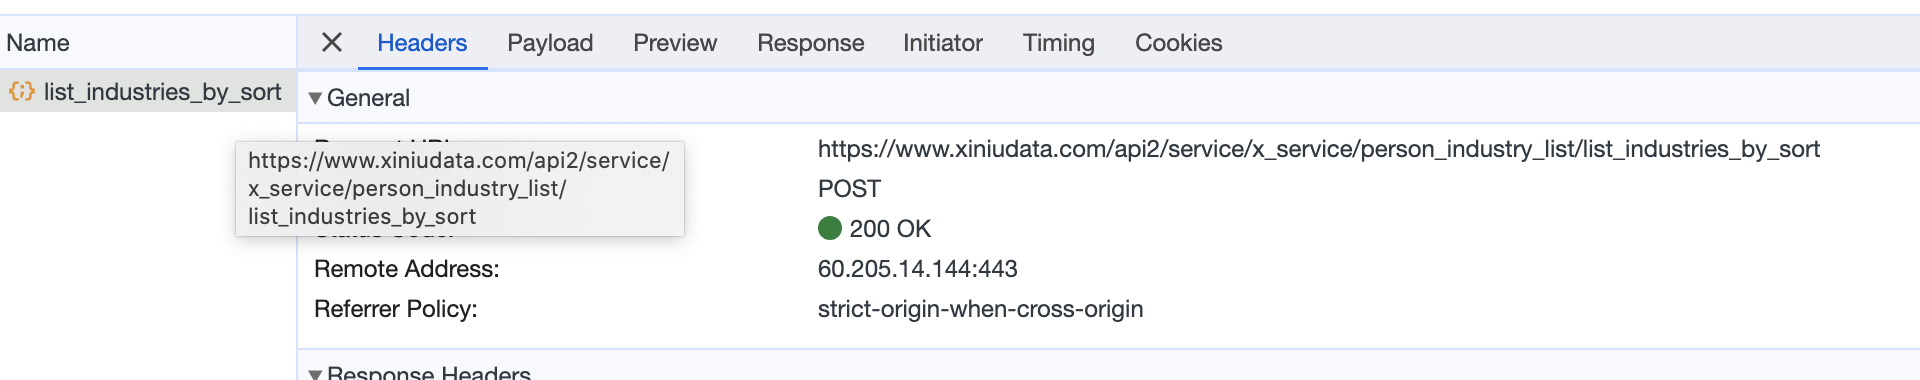 Name
Headers Payload Preview Response Initiator Timing Cookies
list_industries_by_sort
General
https://www.xiniudata.com/api2/service/x_service/person_industry_list/list_industries_by_sort
https://www.xiniudata.com/api2/service/
x_service/person_industry_list/
list_industries_by_sort
POST
200 OK
Remote Address: 60.205.14.144:443
Referrer Policy: strict-origin-when-cross-origin
Response Headers